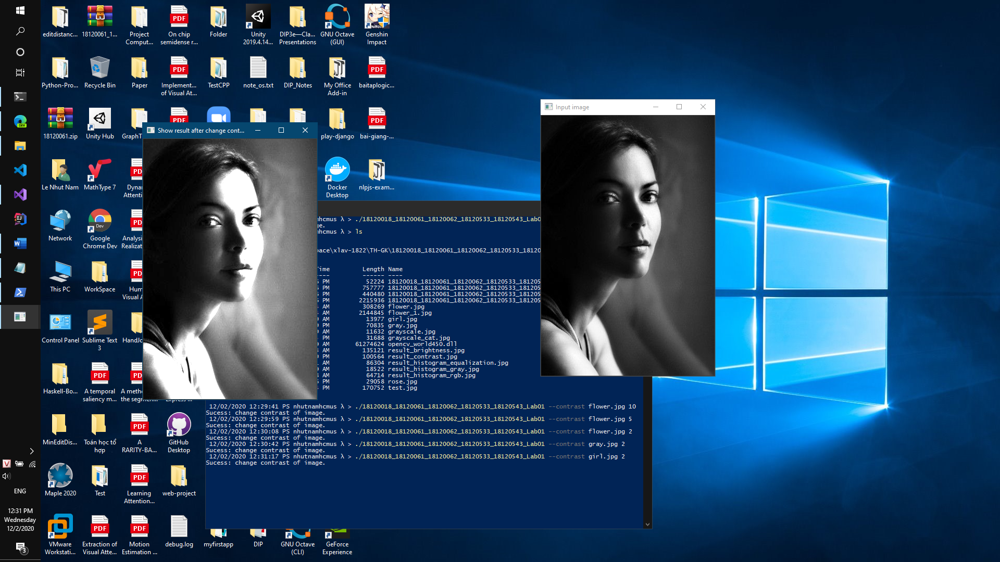 editdistanc...
18120061_1...
Project
Comput...
On chip
semidense r...
Folder
Unity
2019.4.14...
DIP3e—Cla...
Presentations
GNU Octave
(GUI)
Genshin
Impact
Python-Pro...
Recycle Bin
Paper
Implement...
of Visual At...
TestCPP
note_os.txt
DIP_Notes
My Office
Add-in
baitaplogic...
18120061.zip
Unity Hub
GraphT
play-django
bai-giang-...
Show result after change cont...
Input image
Le Nhut Nam
MathType 7
Dynar
Attenti
Docker
Desktop
nlpjs-exam...
Network
Google
Chrome Dev
Analysi
Realizat
This PC
WorkSpace
Hum
Visual A
Control Panel
Sublime Text
3
HandJo
Haskell-Bo...
A temporal
saliency m...
A metho
the segmen...
MinEditDis...
Toán học tổ
hợp
A
RARITY-BA...
GitHub
Desktop
Maple 2020
Test
Learning
Attention...
web-project
VMware
Workstati...
Extraction of
Visual Atte...
Motion
Estimation ...
debug.log
myfirstapp
DIP
GNU Octave
(CLI)
GeForce
Experience
mhcmus λ > ./18120018_18120061_18120062_18120533_18120543_Lab0
ge.
mhcmus λ > ls
pace\xlav-1822\TH-GK\18120018_18120061_18120062_18120533_18120
Time Length Name
---- ------ ----
PM 52224 18120018_18120061_18120062_18120533_181205
PM 757777 18120018_18120061_18120062_18120533_181205
PM 440480 18120018_18120061_18120062_18120533_181205
PM 2215936 18120018_18120061_18120062_18120533_181205
AM 308269 flower.jpg
AM 2144845 flower_1.jpg
AM 13977 girl.jpg
PM 70835 gray.jpg
AM 11632 grayscale.jpg
PM 31688 grayscale_cat.jpg
AM 61274624 opencv_world450.dll
AM 135121 result_brightness.jpg
PM 100564 result_contrast.jpg
AM 86304 result_histogram_equalization.jpg
AM 18522 result_histogram_gray.jpg
AM 64714 result_histogram_rgb.jpg
PM 29058 rose.jpg
PM 170752 test.jpg
12/02/2020 12:29:41 PS nhutnamhcmus λ > ./18120018_18120061_18120062_18120533_18120543_Lab01 --contrast flower.jpg 10
Sucess: change contrast of image.
12/02/2020 12:29:59 PS nhutnamhcmus λ > ./18120018_18120061_18120062_18120533_18120543_Lab01 --contrast flower.jpg 5
Sucess: change contrast of image.
12/02/2020 12:30:08 PS nhutnamhcmus λ > ./18120018_18120061_18120062_18120533_18120543_Lab01 --contrast flower.jpg 2
Sucess: change contrast of image.
12/02/2020 12:30:42 PS nhutnamhcmus λ > ./18120018_18120061_18120062_18120533_18120543_Lab01 --contrast gray.jpg 2
Sucess: change contrast of image.
12/02/2020 12:31:17 PS nhutnamhcmus λ > ./18120018_18120061_18120062_18120533_18120543_Lab01 --contrast girl.jpg 2
Sucess: change contrast of image.
ENG
12:31 PM
Wednesday
12/2/2020
3